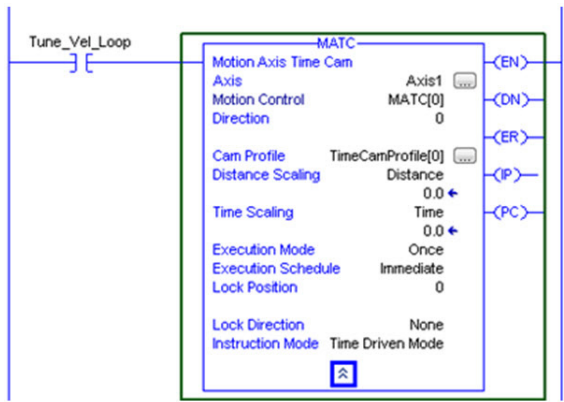 Tune_Vel_Loop
MATC
Motion Axis Time Cam
(EN)
Axis Axis1 ...
Motion Control MATC[0]
(DN)
Direction 0
(ER)
Cam Profile TimeCamProfile[0] ...
Distance Scaling Distance
(IP)
0.0
Time Scaling Time
(PC)
0.0
Execution Mode Once
Execution Schedule Immediate
Lock Position 0
Lock Direction None
Instruction Mode Time Driven Mode